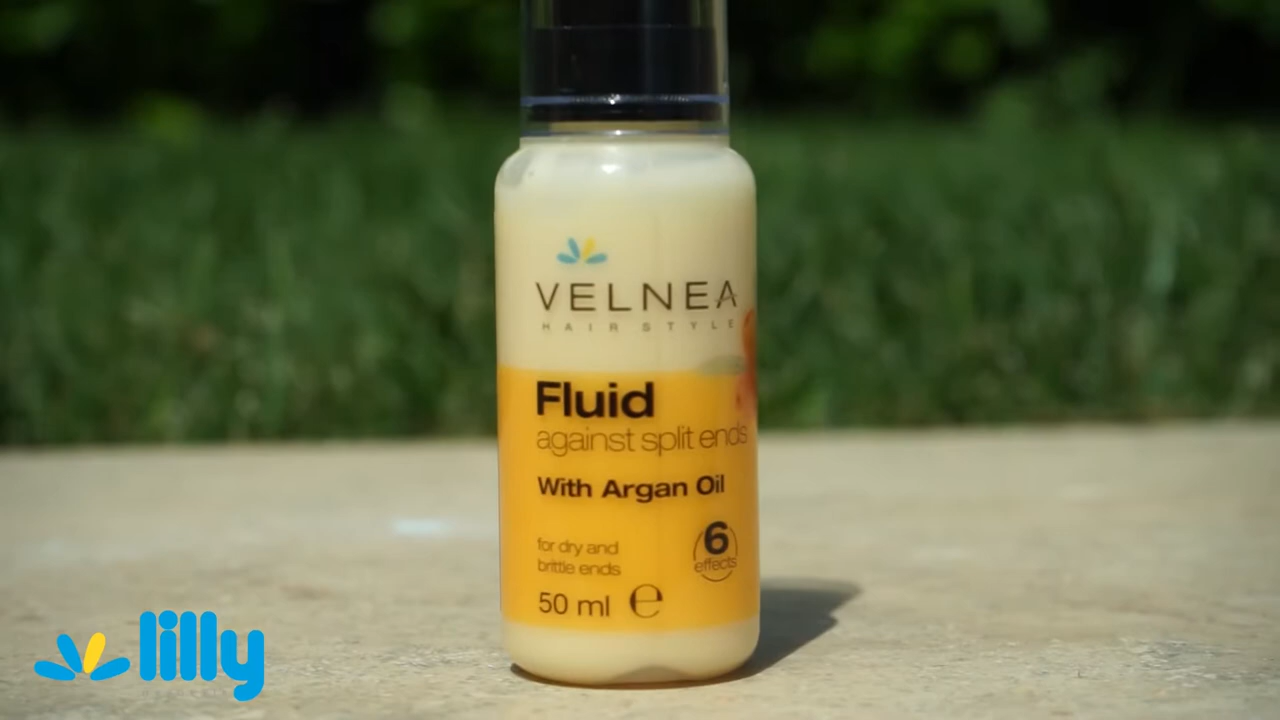 VELNEA
HAIR STYLE
Fluid
against split ends
With Argan Oil
for dry and
brittle ends
6
effects
50 ml e
lilly